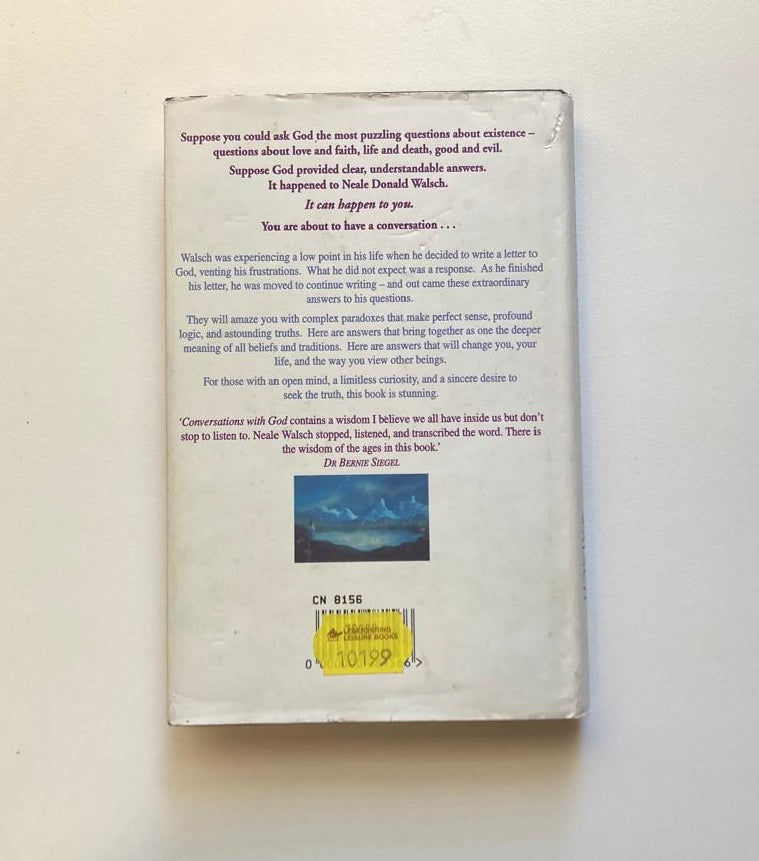 Suppose you could ask God the most puzzling questions about existence –
questions about love and faith, life and death, good and evil.
Suppose God provided clear, understandable answers.
It happened to Neale Donald Walsch.
It can happen to you.
You are about to have a conversation . . .
Walsch was experiencing a low point in his life when he decided to write a letter to
God, venting his frustrations. What he did not expect was a response. As he finished
his letter, he was moved to continue writing – and out came these extraordinary
answers to his questions.
They will amaze you with complex paradoxes that make perfect sense, profound
logic, and astounding truths. Here are answers that bring together as one the deeper
meaning of all beliefs and traditions. Here are answers that will change you, your
life, and the way you view other beings.
For those with an open mind, a limitless curiosity, and a sincere desire to
seek the truth, this book is stunning.
‘Conversations with God contains a wisdom I believe we all have inside us but don’t
stop to listen to. Neale Walsch stopped, listened, and transcribed the word. There is
the wisdom of the ages in this book.’
DR BERNIE SIEGEL
CN 8156
LEISURE BOOKS
10199
0 6 >